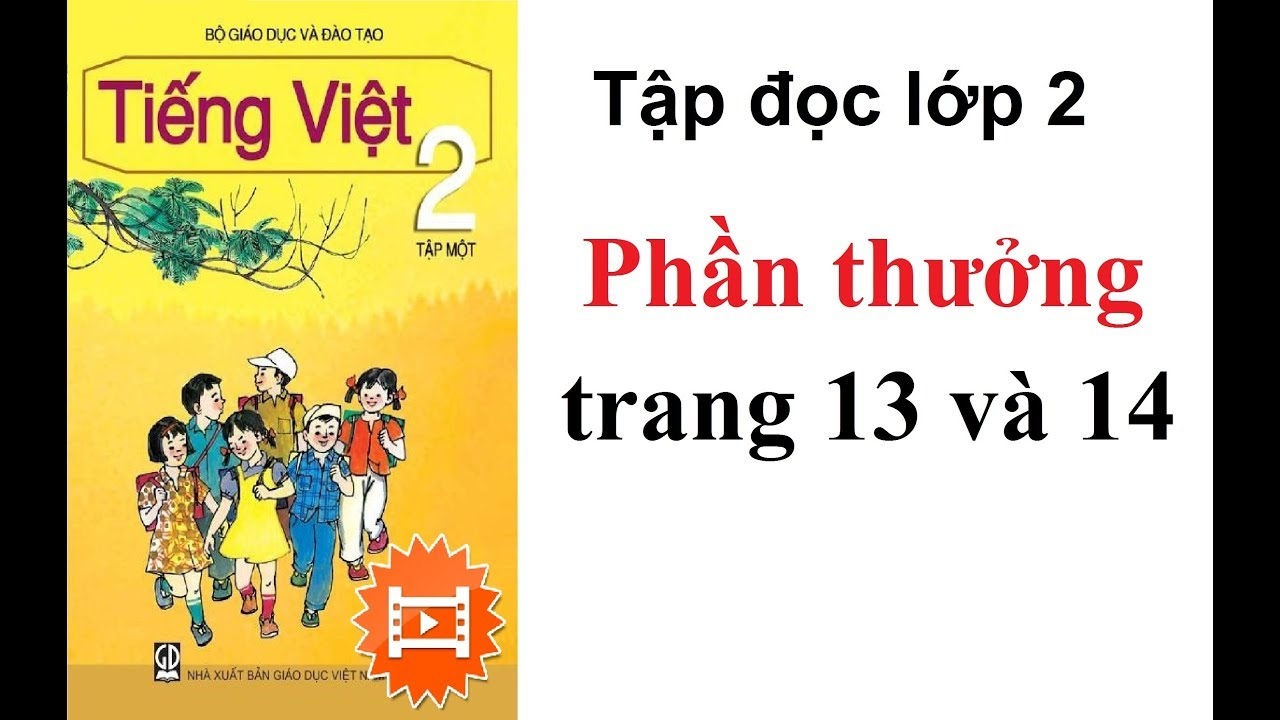 BỘ GIÁO DỤC VÀ ĐÀO TẠO
Tiếng Việt
2
TẬP MỘT
GD
NHÀ XUẤT BẢN GIÁO DỤC VIỆT
Tập đọc lớp 2
Phần thưởng
trang 13 và 14